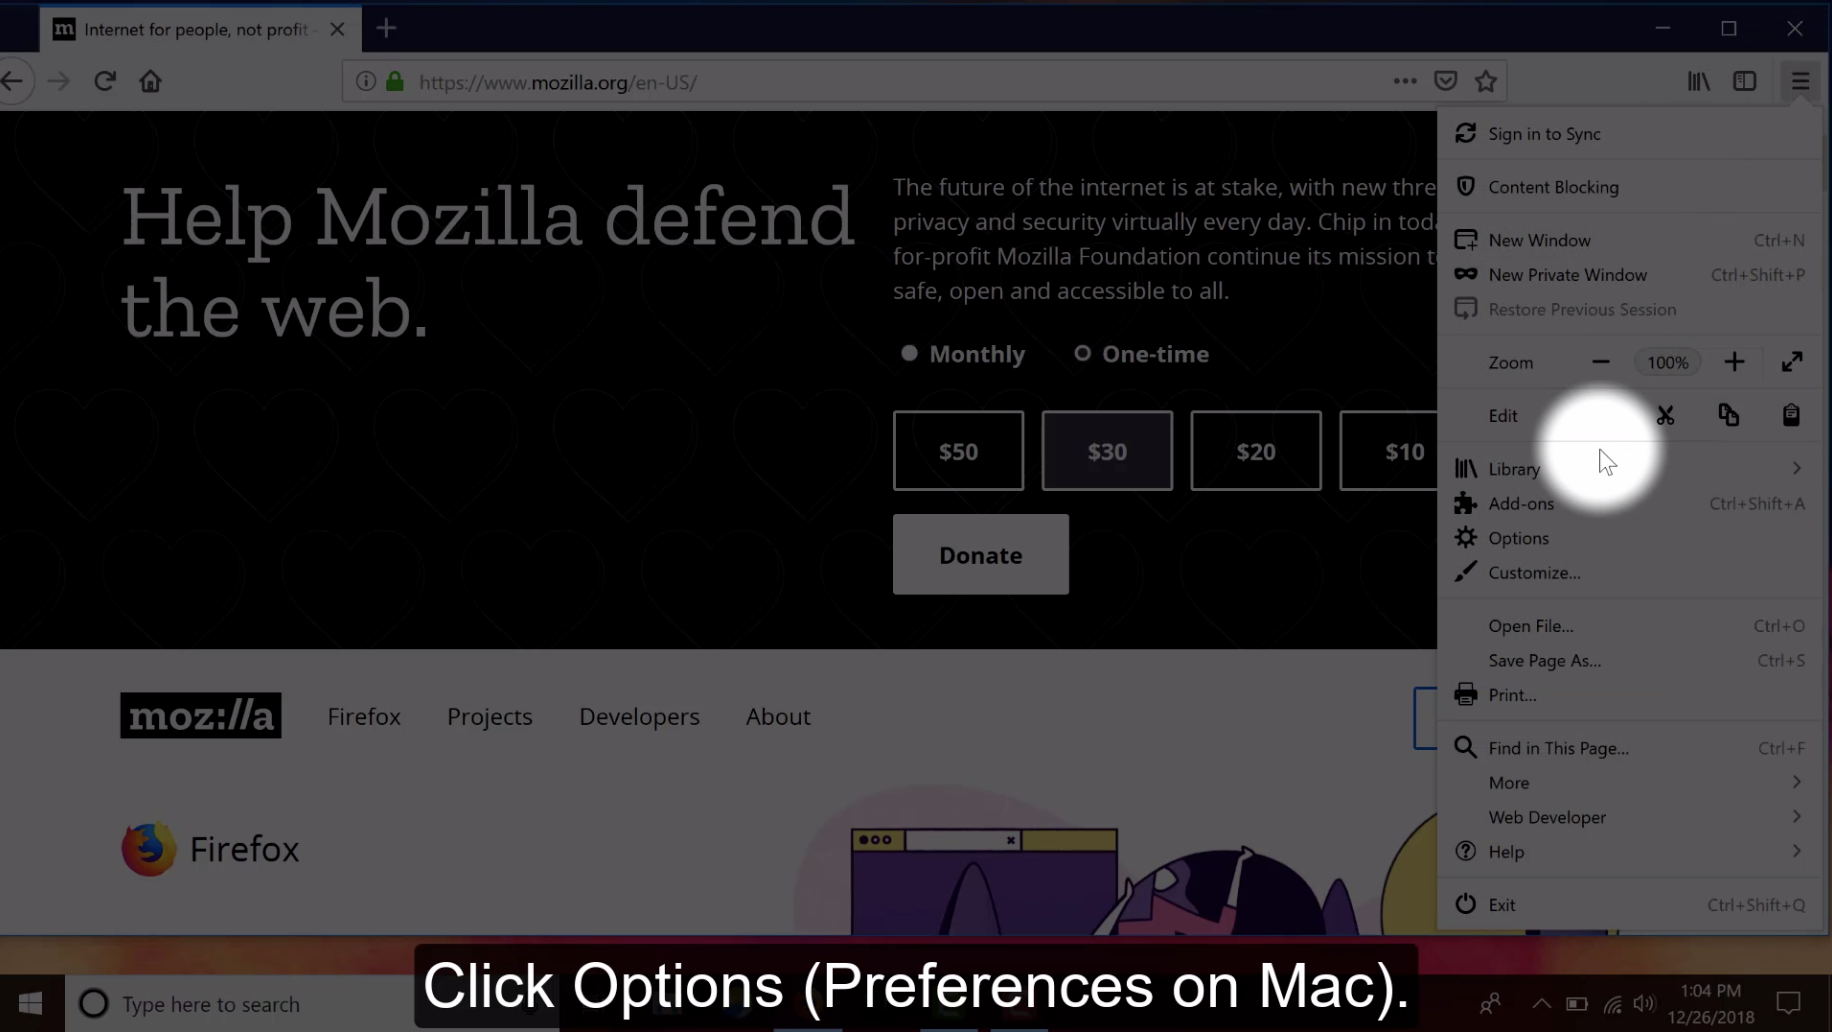 Internet for people, not profit -
https://www.mozilla.org/en-US/
Sign in to Sync
Content Blocking
New Window Ctrl+N
New Private Window Ctrl+Shift+P
Restore Previous Session
Zoom 100%
Edit
Library
Add-ons Ctrl+Shift+A
Options
Customize...
Open File... Ctrl+O
Save Page As... Ctrl+S
Print...
Find in This Page... Ctrl+F
More
Web Developer
Help
Exit Ctrl+Shift+Q
Help Mozilla defend
the web.
The future of the internet is at stake, with new
privacy and security virtually every day. Chip in
for-profit Mozilla Foundation continue its mission
safe, open and accessible to all.
Monthly One-time
$50 $30 $20 $10
Donate
moz://a Firefox Projects Developers About
Firefox
Click Options (Preferences on Mac).
Type here to search
1:04 PM
12/26/2018